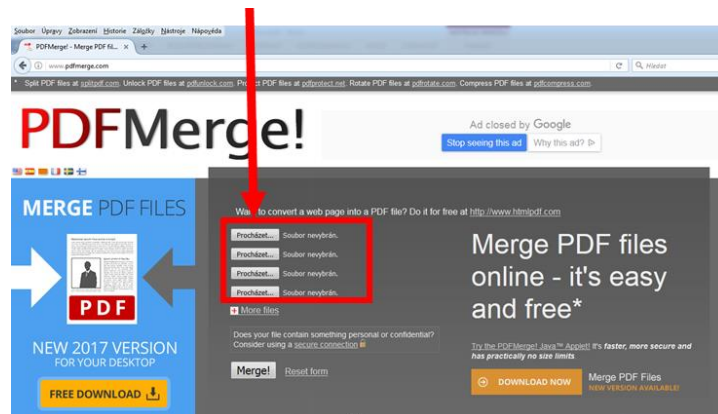 Soubor Úpravy Zobrazení Historie Záložky Nástroje Nápověda
PDFMerge! - Merge PDF fil...
www.pdfmerge.com
Hledat
* Split PDF files at splitpdf.com. Unlock PDF files at pdfunlock.com. PDF files at pdfprotect.net. Rotate PDF files at pdfrotate.com. Compress PDF files at pdfcompress.com.
PDFMerge!
Ad closed by Google
Stop seeing this ad
Why this ad?
MERGE PDF FILES
PDF
NEW 2017 VERSION
FOR YOUR DESKTOP
FREE DOWNLOAD
to convert a web page into a PDF file? Do it for free at http://www.htmlpdf.com
Procházet... Soubor nevybrán.
Procházet... Soubor nevybrán.
Procházet... Soubor nevybrán.
Procházet... Soubor nevybrán.
+ More files
Does your file contain something personal or confidential?
Consider using a secure connection
Merge! Reset form
Merge PDF files
online - it's easy
and free*
Try the PDFMerge! Java™ Applet! It's faster, more secure and
has practically no size limits.
DOWNLOAD NOW
Merge PDF Files
NEW VERSION AVAILABLE!